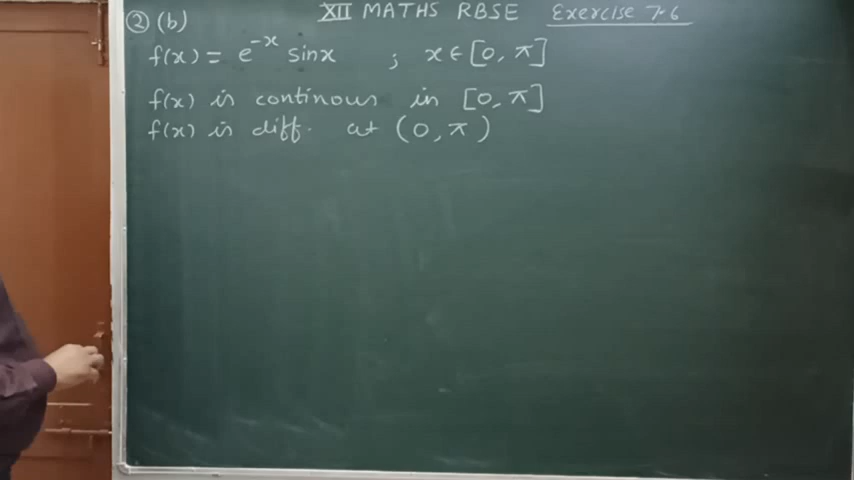 XII MATHS RBSE Exercise 7.6
② (b)
f(x) = e^-x sinx ; x ∈ [0, π]
f(x) is continous in [0, π]
f(x) is diff. at (0, π)